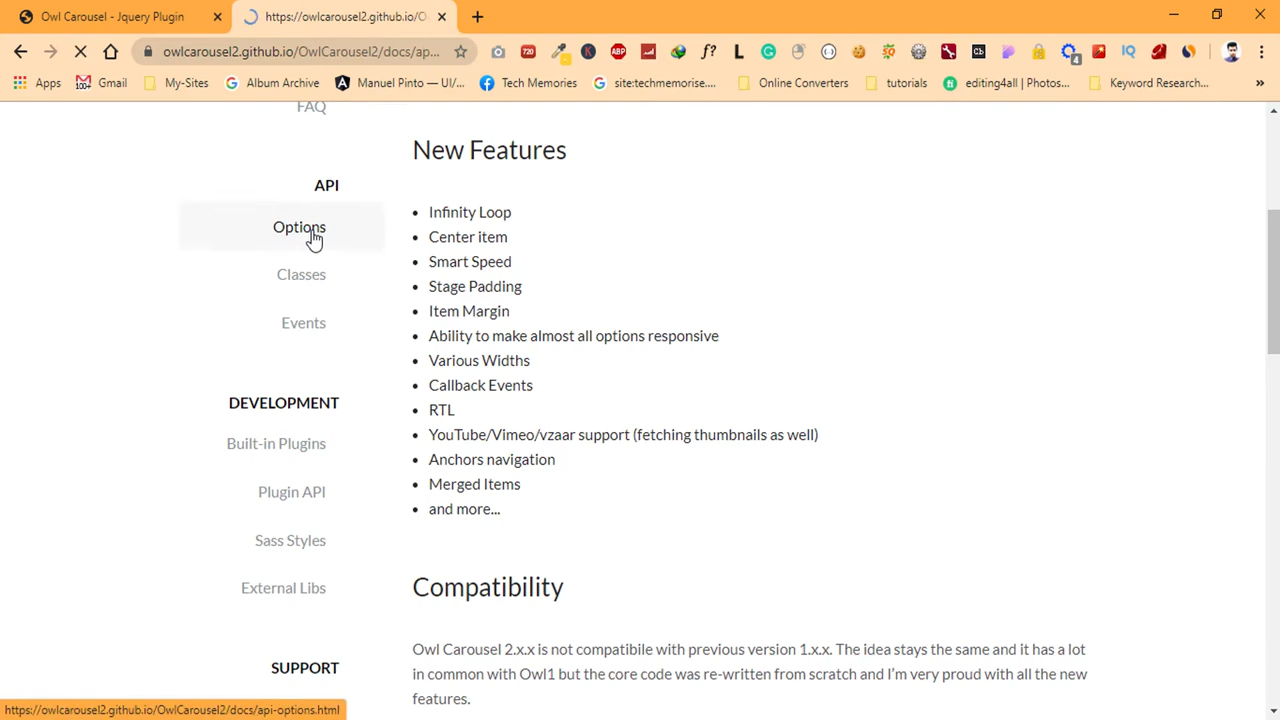 Owl Carousel - Jquery Plugin
https://owlcarousel2.github.io/O
owlcarousel2.github.io/OwlCarousel2/docs/ap...
720
ABP
f?
L
Cb
IQ
4
Apps
100+
Gmail
My-Sites
Album Archive
Manuel Pinto — UI/...
Tech Memories
site:techmemorise....
Online Converters
tutorials
editing4all | Photos...
Keyword Research...
»
FAQ
API
Options
Classes
Events
DEVELOPMENT
Built-in Plugins
Plugin API
Sass Styles
External Libs
SUPPORT
New Features
• Infinity Loop
• Center item
• Smart Speed
• Stage Padding
• Item Margin
• Ability to make almost all options responsive
• Various Widths
• Callback Events
• RTL
• YouTube/Vimeo/vzaar support (fetching thumbnails as well)
• Anchors navigation
• Merged Items
• and more...
Compatibility
Owl Carousel 2.x.x is not compatibile with previous version 1.x.x. The idea stays the same and it has a lot
in common with Owl1 but the core code was re-written from scratch and I'm very proud with all the new
features.
https://owlcarousel2.github.io/OwlCarousel2/docs/api-options.html